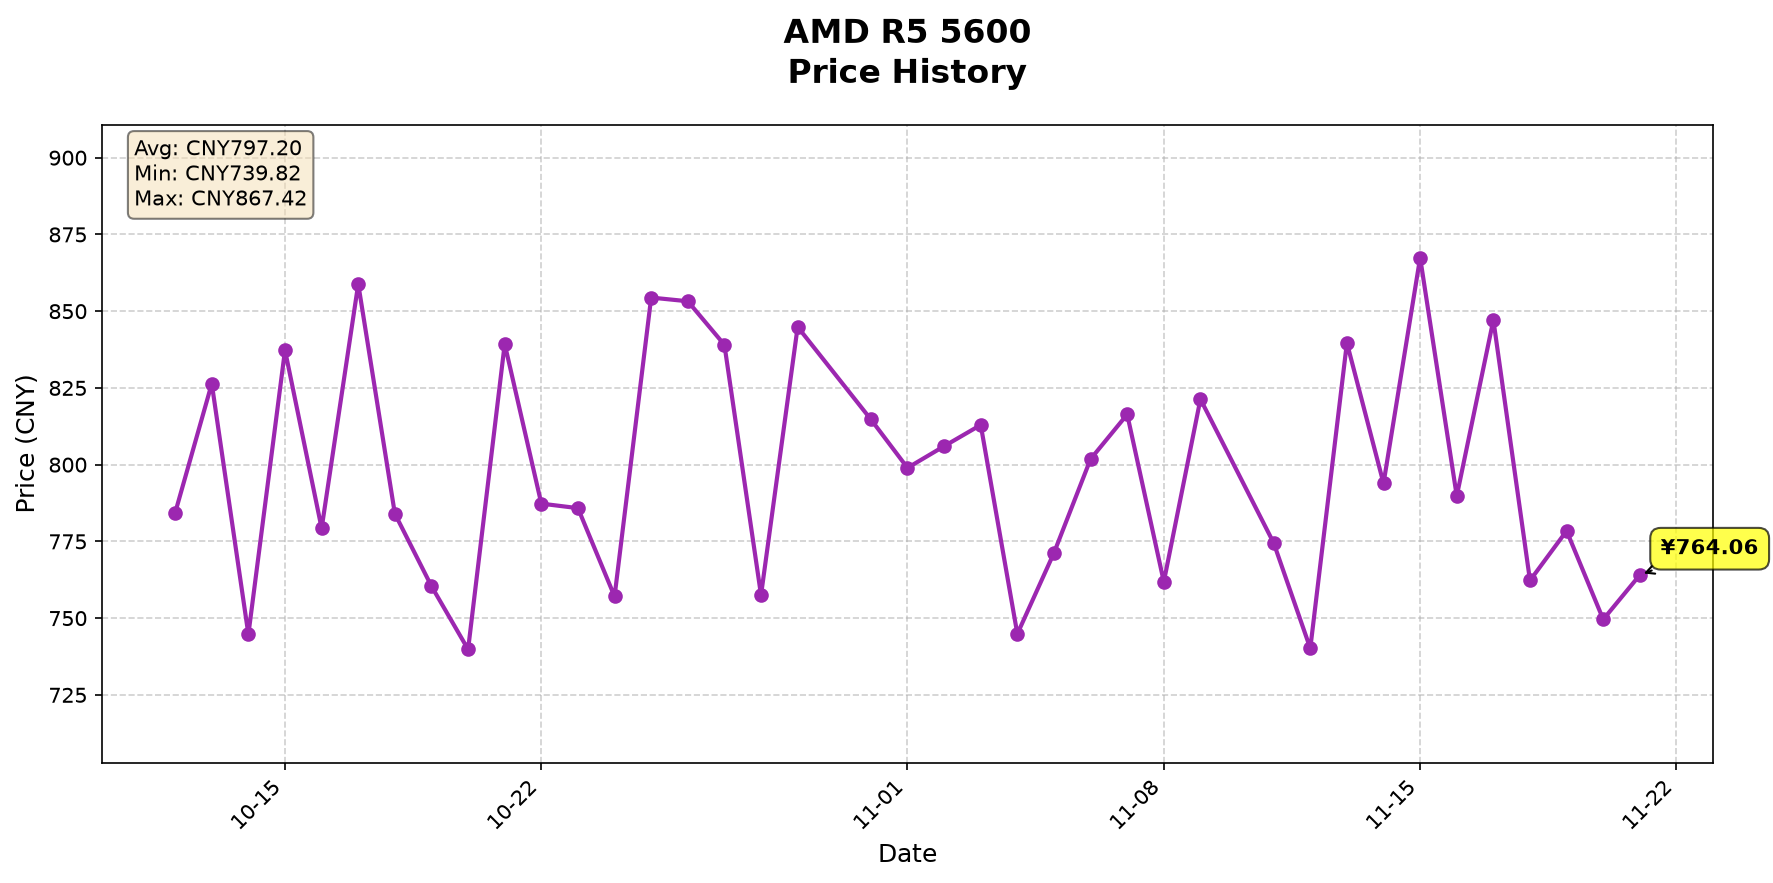 AMD R5 5600
Price History
Avg: CNY797.20
Min: CNY739.82
Max: CNY867.42
900
875
850
825
800
775
750
725
Price (CNY)
¥764.06
10-15
10-22
11-01
11-08
11-15
11-22
Date